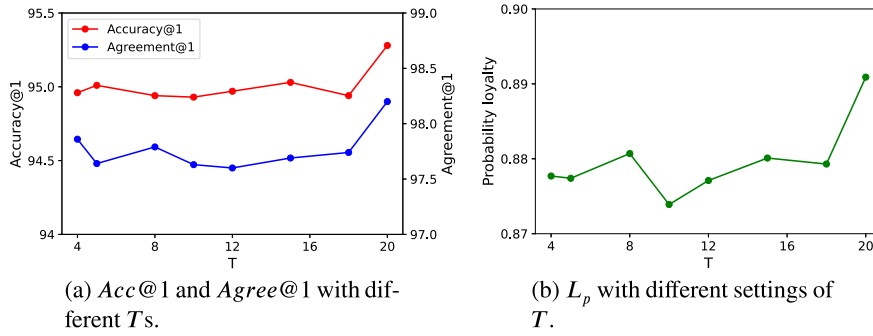 95.5
95.0
94.5
94
Accuracy@1
Accuracy@1
Agreement@1
99.0
98.5
98.0
97.5
97.0
Agreement@1
4 8 12 16 20
T
(a) Acc@1 and Agree@1 with dif-
ferent Ts.
0.90
0.89
0.88
0.87
Probability loyalty
4 8 12 16 20
T
(b) Lp with different settings of
T.